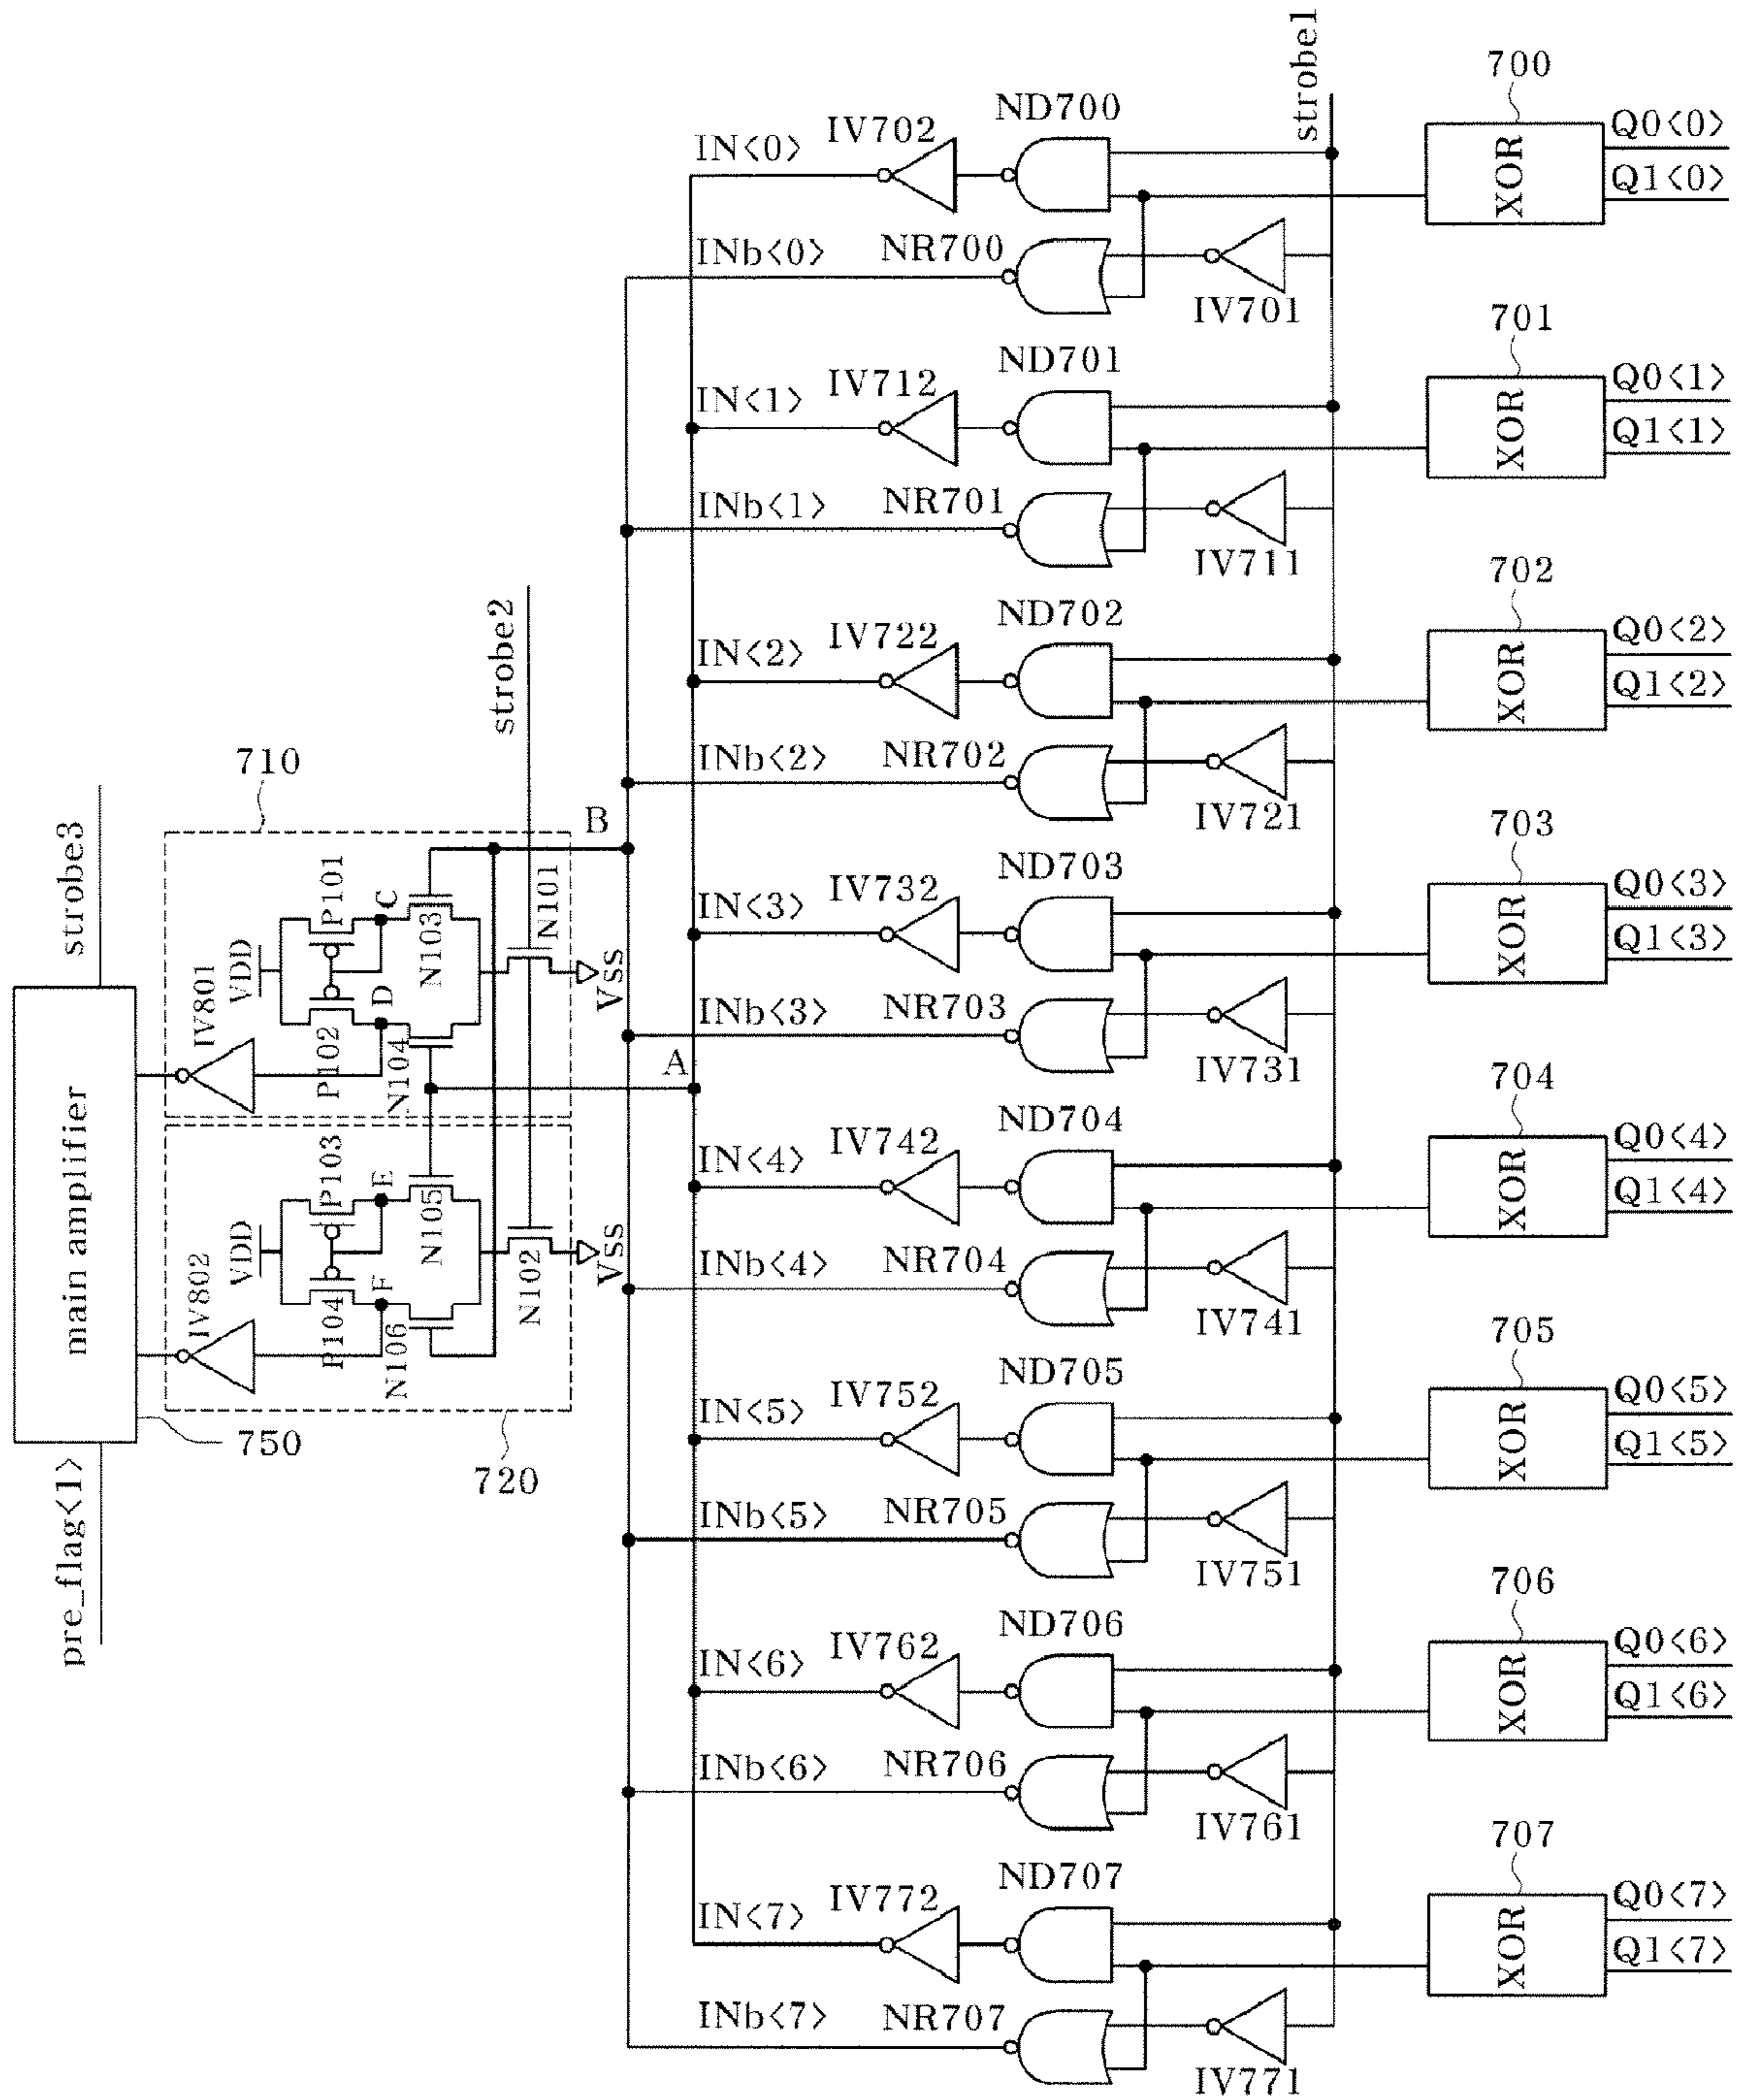 strobe1
700
Q0<0>
Q1<0>
XOR
ND700
IV702
IN<0>
INb<0>
NR700
IV701
701
Q0<1>
Q1<1>
XOR
ND701
IV712
IN<1>
INb<1>
NR701
IV711
702
Q0<2>
Q1<2>
XOR
ND702
IV722
IN<2>
INb<2>
NR702
IV721
strobe2
703
Q0<3>
Q1<3>
XOR
ND703
IV732
IN<3>
INb<3>
NR703
IV731
704
Q0<4>
Q1<4>
XOR
ND704
IV742
IN<4>
INb<4>
NR704
IV741
705
Q0<5>
Q1<5>
XOR
ND705
IV752
IN<5>
INb<5>
NR705
IV751
706
Q0<6>
Q1<6>
XOR
ND706
IV762
IN<6>
INb<6>
NR706
IV761
707
Q0<7>
Q1<7>
XOR
ND707
IV772
IN<7>
INb<7>
NR707
IV771
710
B
A
strobe3
VDD
P101
C
N103
N101
Vss
IV801
P102
D
N104
main amplifier
VDD
P103
E
N105
N102
Vss
IV802
P104
F
N106
750
720
pre_flag<1>